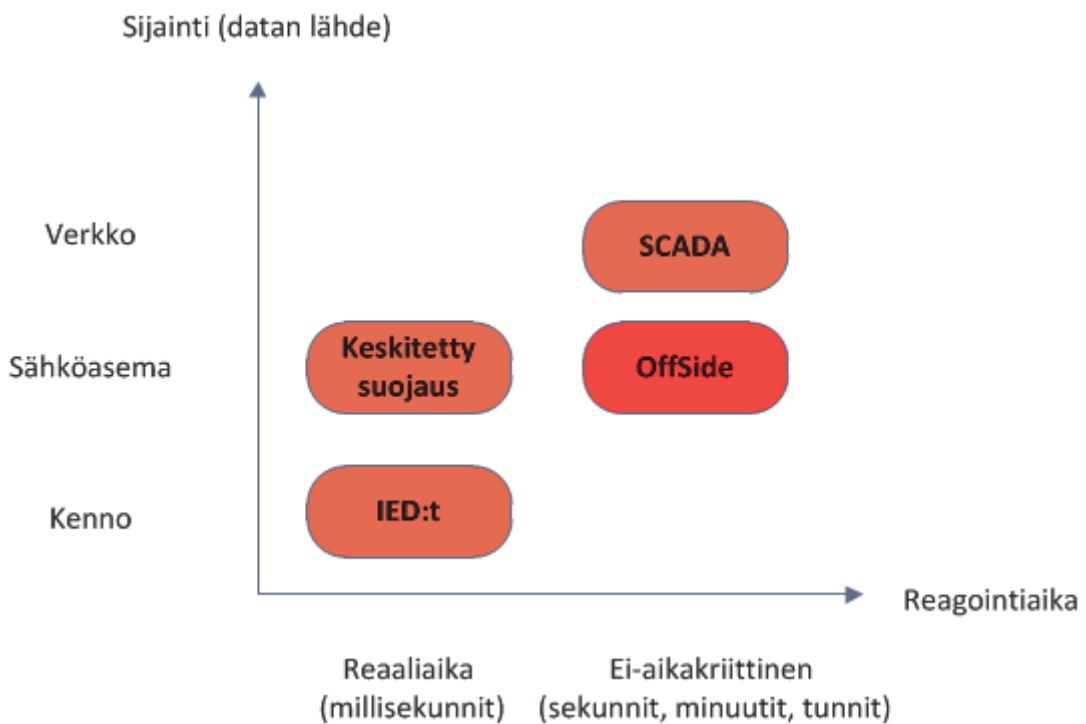 Sijainti (datan lähde)
Verkko
SCADA
Sähköasema
Keskitetty
suojaus
OffSide
Kenno
IED:t
Reagointiaika
Reaaliaika
(millisekunnit)
Ei-aikakriittinen
(sekunnit, minuutit, tunnit)